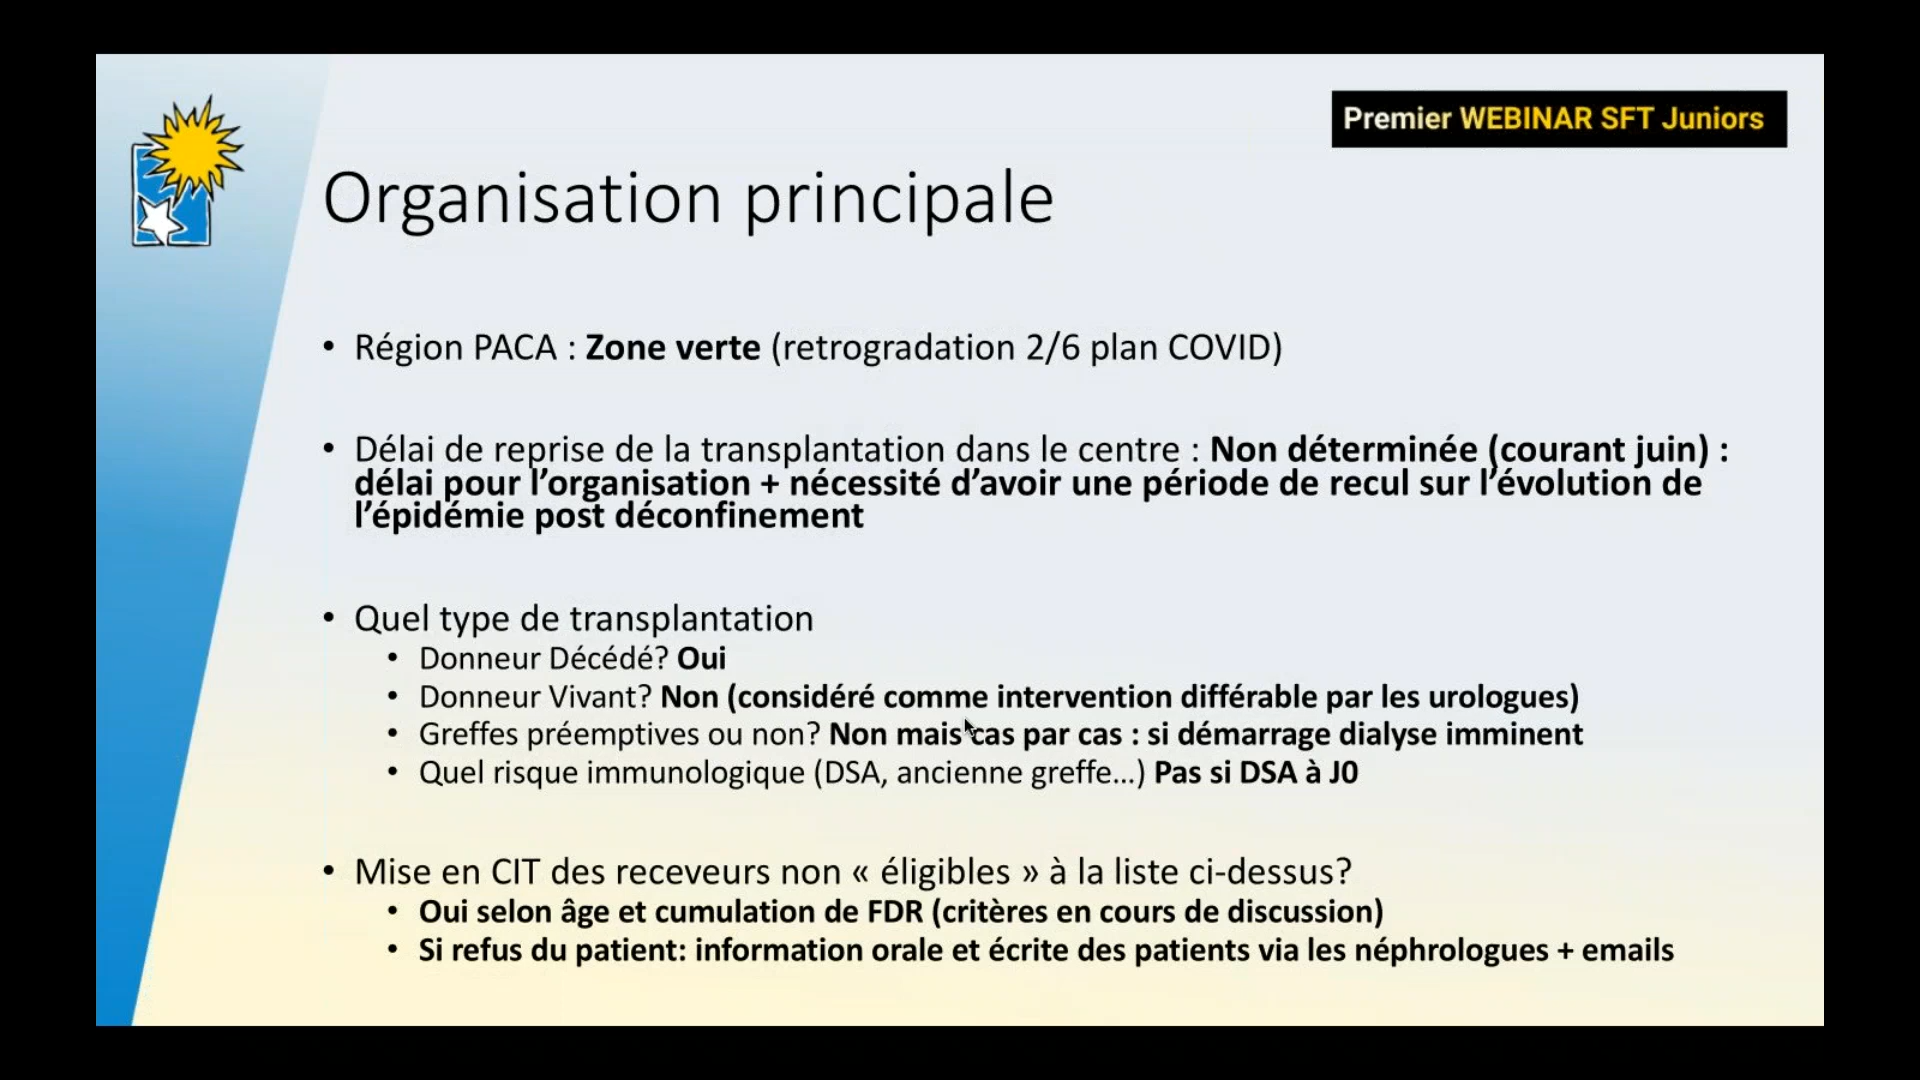 Premier WEBINAR SFT Juniors
Organisation principale
• Région PACA : Zone verte (retrogradation 2/6 plan COVID)
• Délai de reprise de la transplantation dans le centre : Non déterminée (courant juin) :
délai pour l’organisation + nécessité d’avoir une période de recul sur l’évolution de
l’épidémie post déconfinement
• Quel type de transplantation
• Donneur Décédé? Oui
• Donneur Vivant? Non (considéré comme intervention différable par les urologues)
• Greffes préemptives ou non? Non mais cas par cas : si démarrage dialyse imminent
• Quel risque immunologique (DSA, ancienne greffe…) Pas si DSA à J0
• Mise en CIT des receveurs non « éligibles » à la liste ci-dessus?
• Oui selon âge et cumulation de FDR (critères en cours de discussion)
• Si refus du patient: information orale et écrite des patients via les néphrologues + emails